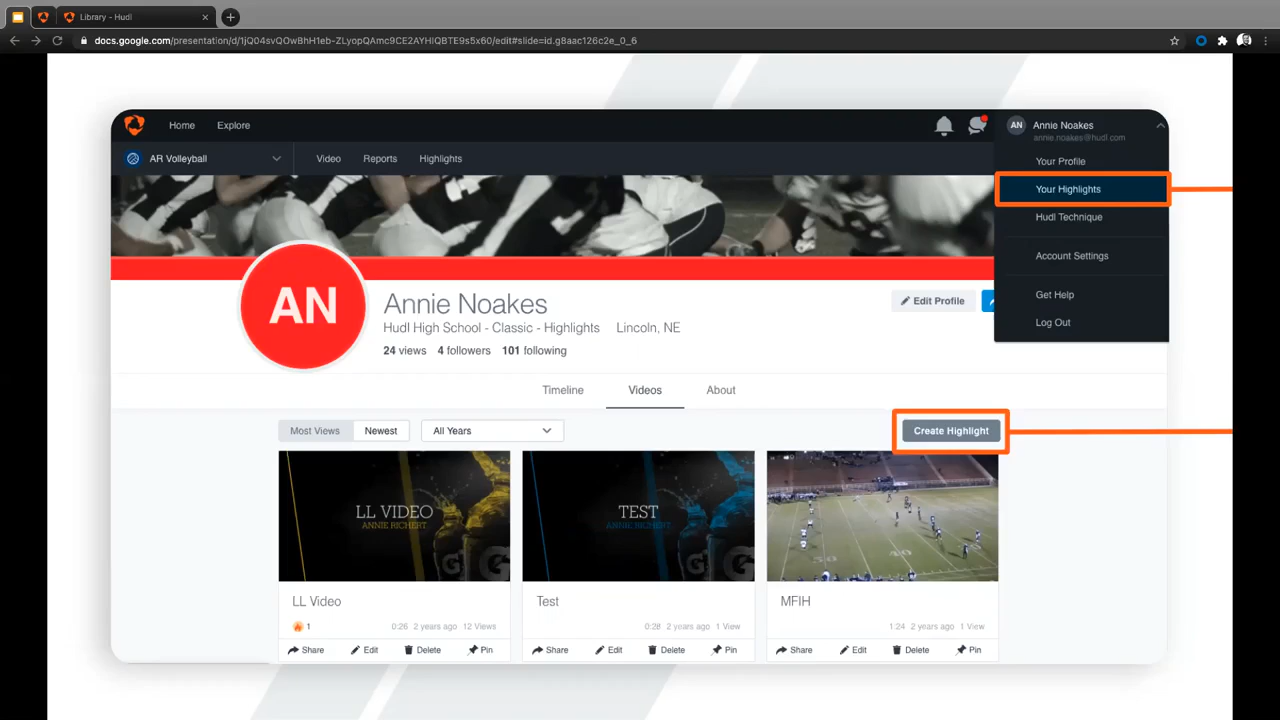 Library - Hudl
docs.google.com/presentation/d/1jQ04svQOwBhH1eb-ZLyopQAmc9CE2AYHIQBTE9s5x60/edit#slide=id.g8aac126c2e_0_6
Home Explore
AN Annie Noakes
annie.noakes@hudl.com
AR Volleyball Video Reports Highlights
Your Profile
Your Highlights
Hudl Technique
Account Settings
Get Help
Log Out
AN
Annie Noakes
Edit Profile
Hudl High School - Classic - Highlights Lincoln, NE
24 views 4 followers 101 following
Timeline Videos About
Most Views Newest All Years Create Highlight
LL VIDEO
ANNIE RICHERT
G
TEST
ANNIE RICHERT
G
LL Video Test MFIH
1 0:26 2 years ago 12 Views 0:28 2 years ago 1 View 1:24 2 years ago 1 View
Share Edit Delete Pin Share Edit Delete Pin Share Edit Delete Pin